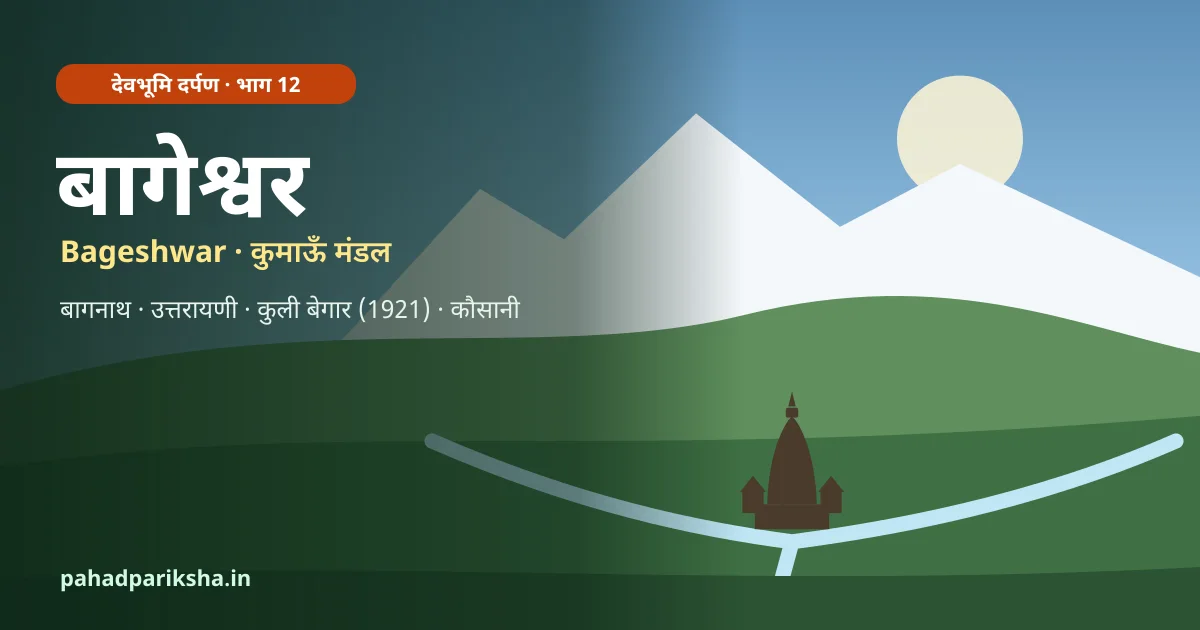 देवभूमि दर्पण · भाग 12
बागेश्वर
Bageshwar · कुमाऊँ मंडल
बागनाथ · उत्तरायणी · कुली बेगार (1921) · कौसानी
pahadpariksha.in